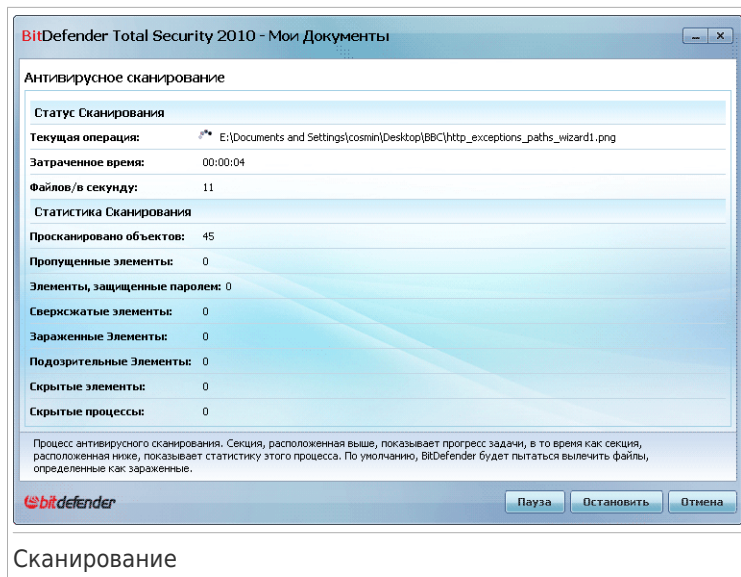 BitDefender Total Security 2010 - Мои Документы
Антивирусное сканирование
Статус Сканирования
Текущая операция: E:\Documents and Settings\cosmin\Desktop\BBC\http_exceptions_paths_wizard1.png
Затраченное время: 00:00:04
Файлов/в секунду: 11
Статистика Сканирования
Просканировано объектов: 45
Пропущенные элементы: 0
Элементы, защищенные паролем: 0
Сверхсжатые элементы: 0
Зараженные Элементы: 0
Подозрительные Элементы: 0
Скрытые элементы: 0
Скрытые процессы: 0
Процесс антивирусного сканирования. Секция, расположенная выше, показывает прогресс задачи, в то время как секция,
расположенная ниже, показывает статистику этого процесса. По умолчанию, BitDefender будет пытаться вылечить файлы,
определенные как зараженные.
bitdefender Пауза Остановить Отмена
Сканирование